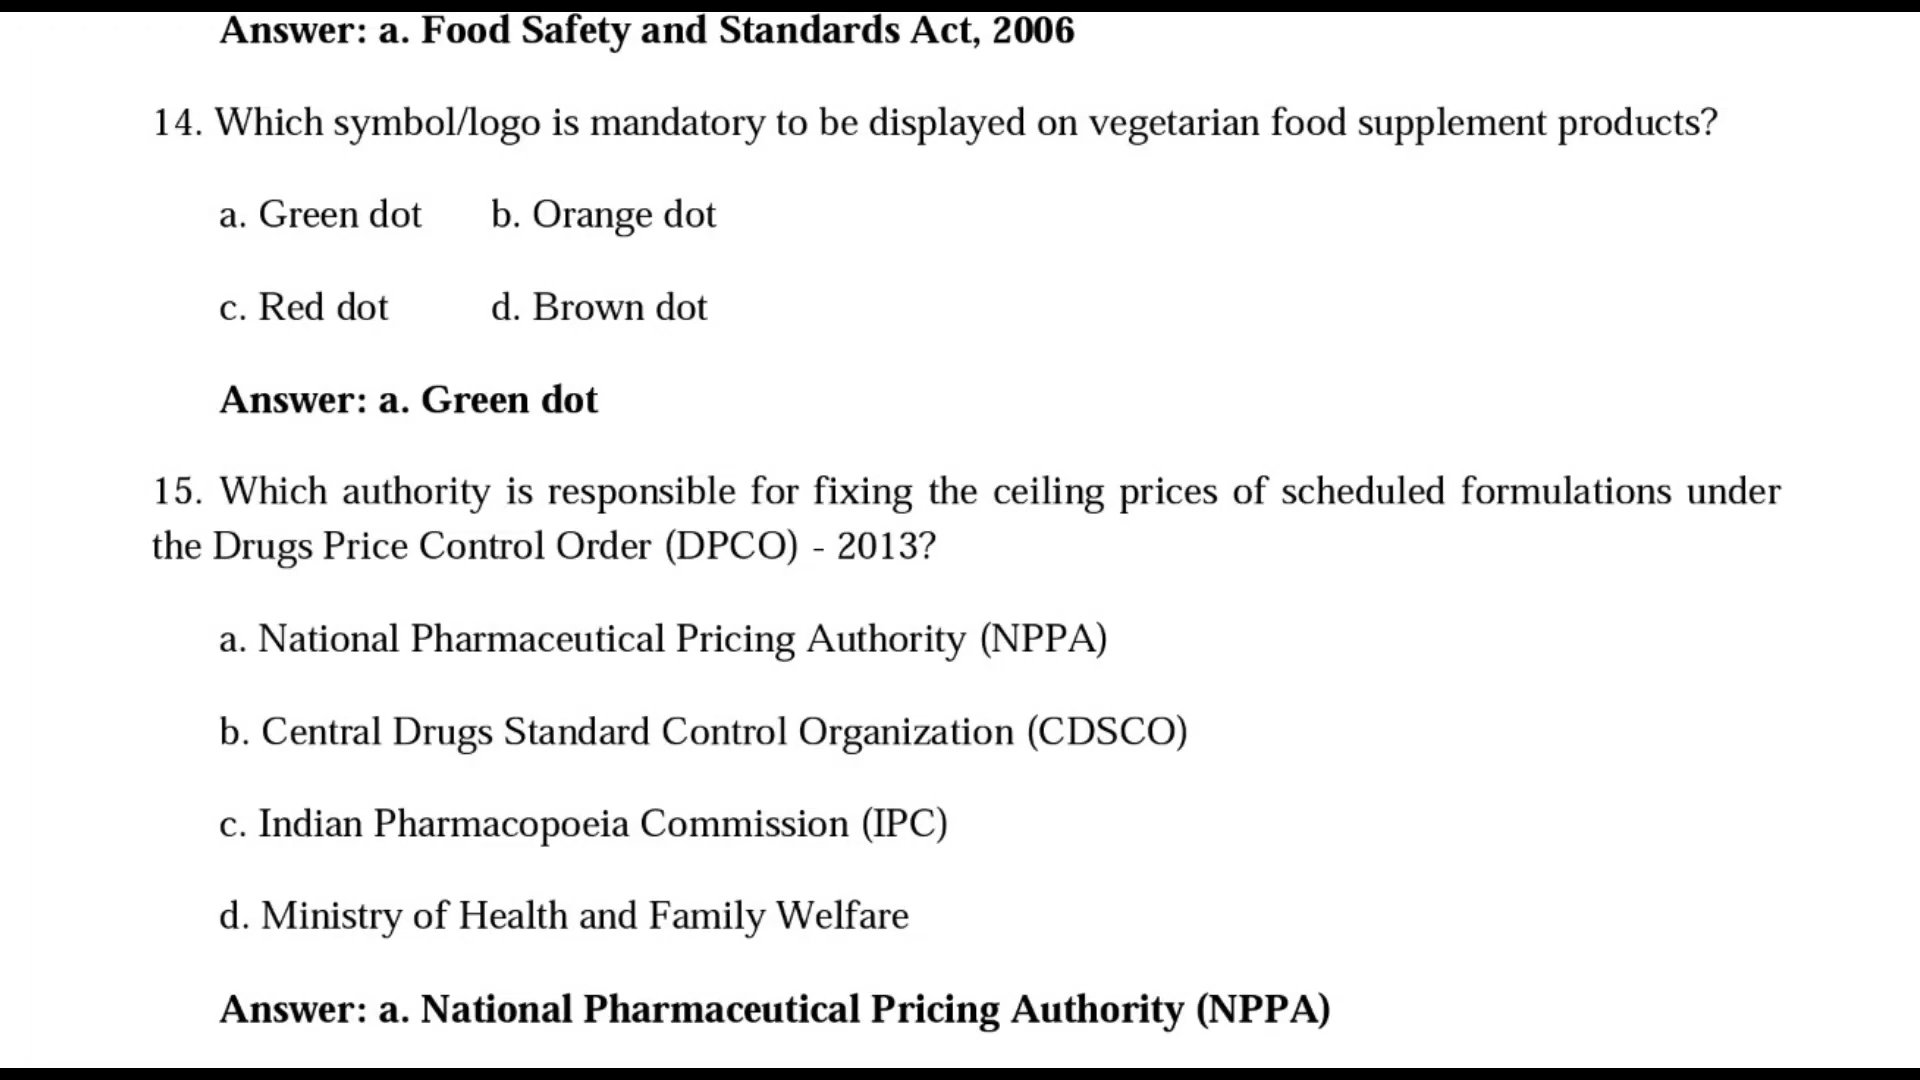 Answer: a. Food Safety and Standards Act, 2006
14. Which symbol/logo is mandatory to be displayed on vegetarian food supplement products?
a. Green dot b. Orange dot
c. Red dot d. Brown dot
Answer: a. Green dot
15. Which authority is responsible for fixing the ceiling prices of scheduled formulations under
the Drugs Price Control Order (DPCO) - 2013?
a. National Pharmaceutical Pricing Authority (NPPA)
b. Central Drugs Standard Control Organization (CDSCO)
c. Indian Pharmacopoeia Commission (IPC)
d. Ministry of Health and Family Welfare
Answer: a. National Pharmaceutical Pricing Authority (NPPA)